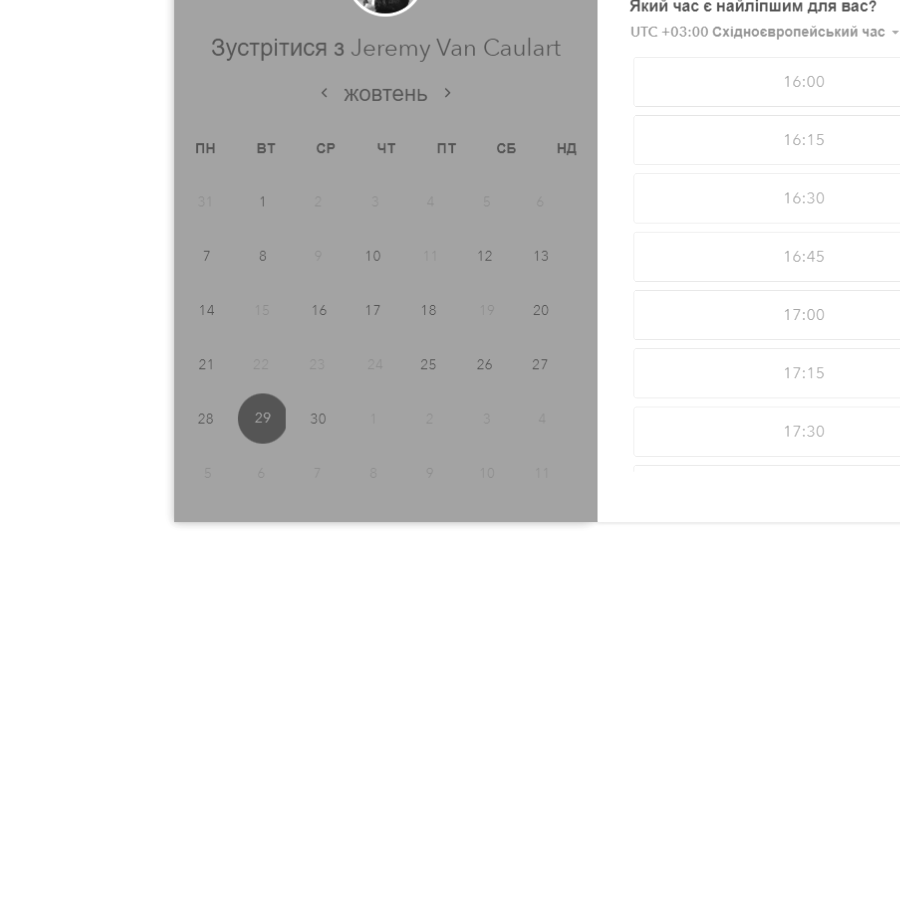 Зустрітися з Jeremy Van Caulart
жовтень
ПН ВТ СР ЧТ ПТ СБ НД
31 1 2 3 4 5 6
7 8 9 10 11 12 13
14 15 16 17 18 19 20
21 22 23 24 25 26 27
28 29 30 1 2 3 4
5 6 7 8 9 10 11
Який час є найліпшим для вас?
UTC +03:00 Східноєвропейський час
16:00
16:15
16:30
16:45
17:00
17:15
17:30